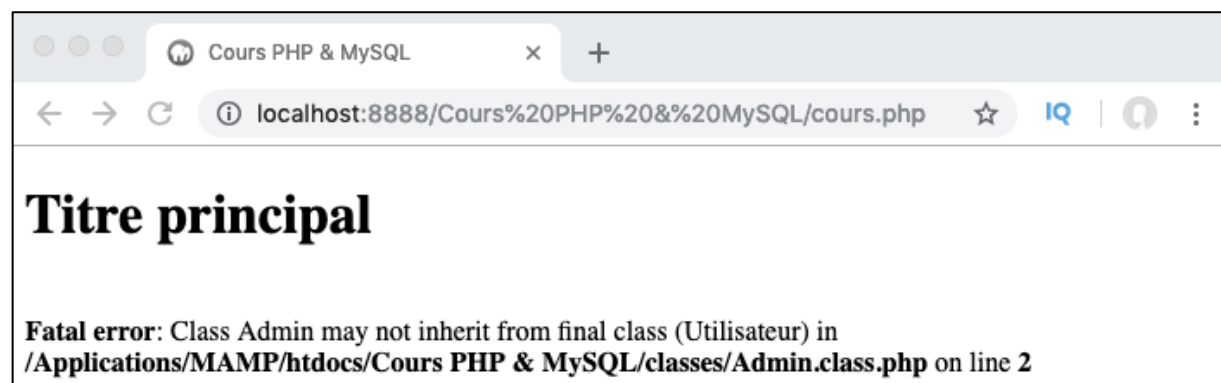 Cours PHP & MySQL
localhost:8888/Cours%20PHP%20&%20MySQL/cours.php
IQ
Titre principal
Fatal error: Class Admin may not inherit from final class (Utilisateur) in
/Applications/MAMP/htdocs/Cours PHP & MySQL/classes/Admin.class.php on line 2